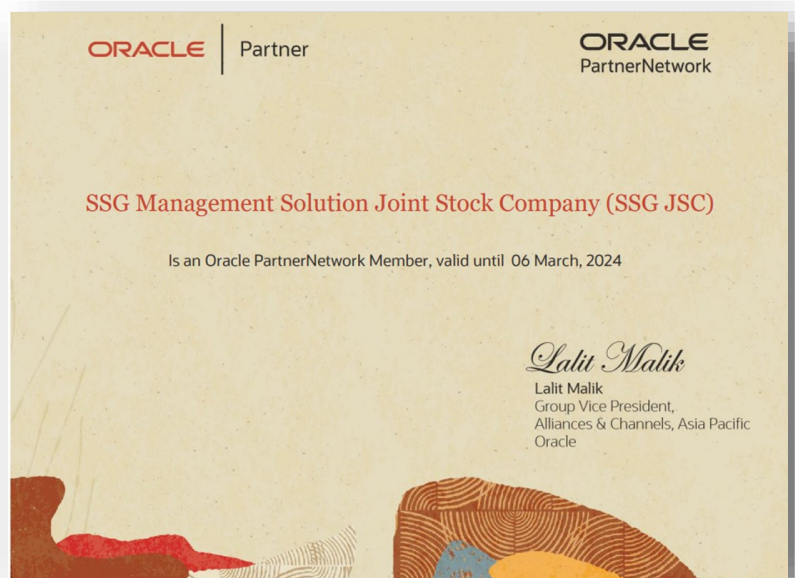 ORACLE | Partner
ORACLE
PartnerNetwork
SSG Management Solution Joint Stock Company (SSG JSC)
Is an Oracle PartnerNetwork Member, valid until 06 March, 2024
Lalit Malik
Lalit Malik
Group Vice President,
Alliances & Channels, Asia Pacific
Oracle